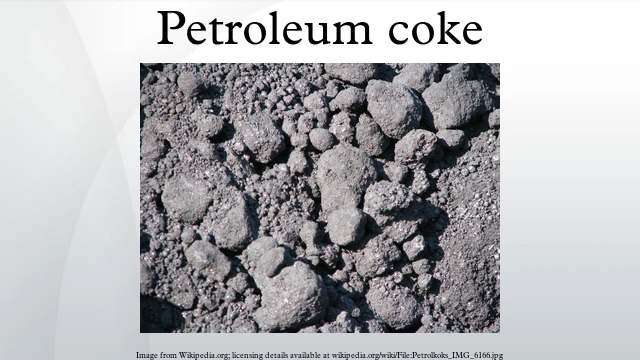 Petroleum coke
Image from Wikipedia.org; licensing details available at wikipedia.org/wiki/File:Petrolkoks_IMG_6166.jpg